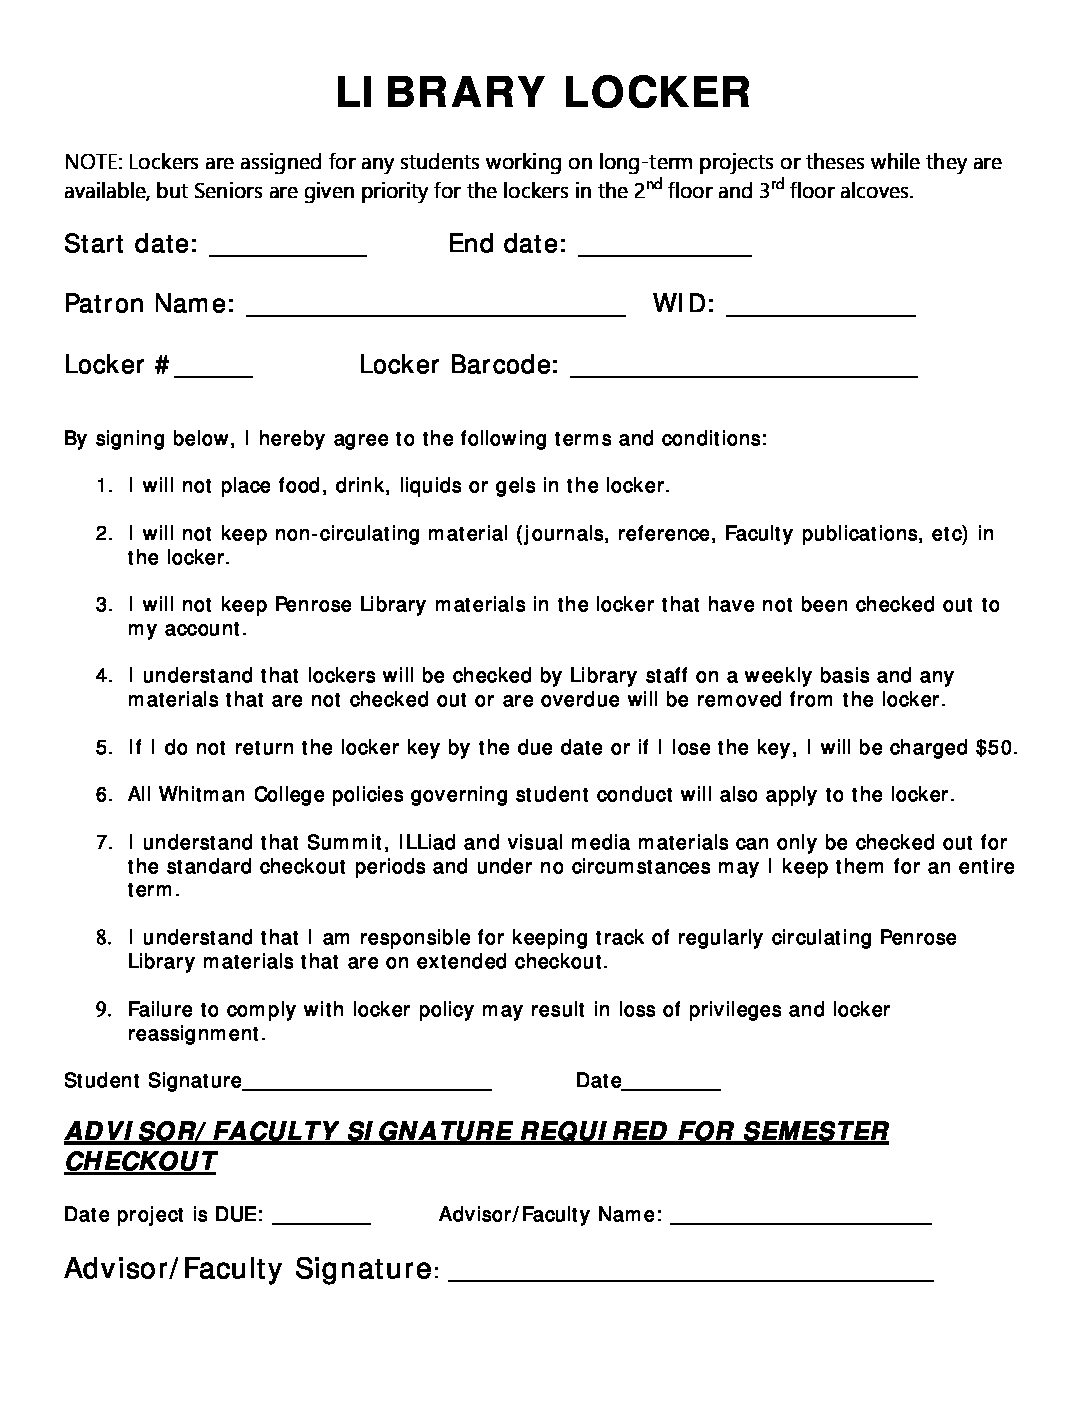 LIBRARY LOCKER
NOTE: Lockers are assigned for any students working on long-term projects or theses while they are
available, but Seniors are given priority for the lockers in the 2nd floor and 3rd floor alcoves.
Start date: ___________ End date: ____________
Patron Name: __________________________ WID: _____________
Locker #______ Locker Barcode: ________________________
By signing below, I hereby agree to the following terms and conditions:
1. I will not place food, drink, liquids or gels in the locker.
2. I will not keep non-circulating material (journals, reference, Faculty publications, etc) in
the locker.
3. I will not keep Penrose Library materials in the locker that have not been checked out to
my account.
4. I understand that lockers will be checked by Library staff on a weekly basis and any
materials that are not checked out or are overdue will be removed from the locker.
5. If I do not return the locker key by the due date or if I lose the key, I will be charged $50.
6. All Whitman College policies governing student conduct will also apply to the locker.
7. I understand that Summit, ILLiad and visual media materials can only be checked out for
the standard checkout periods and under no circumstances may I keep them for an entire
term.
8. I understand that I am responsible for keeping track of regularly circulating Penrose
Library materials that are on extended checkout.
9. Failure to comply with locker policy may result in loss of privileges and locker
reassignment.
Student Signature______________________ Date_________
ADVISOR/FACULTY SIGNATURE REQUIRED FOR SEMESTER
CHECKOUT
Date project is DUE: _________ Advisor/Faculty Name: ________________________
Advisor/Faculty Signature: ________________________________